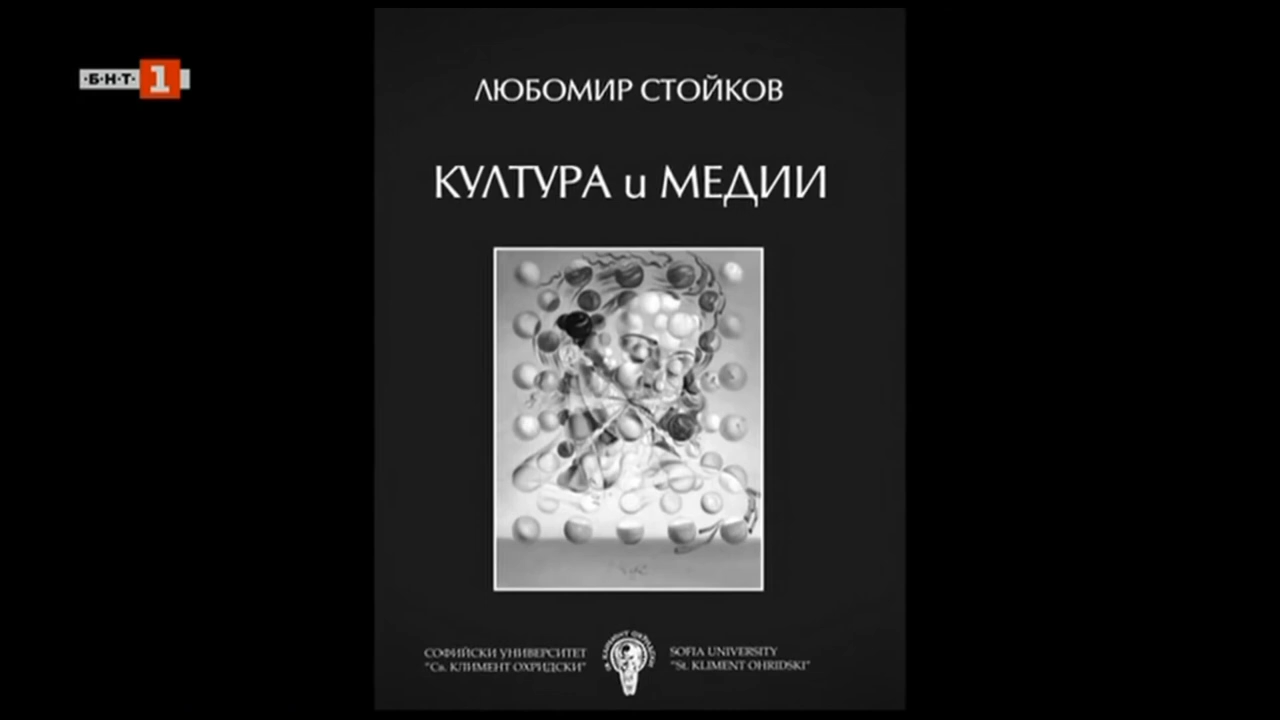 ·БНТ· 1
ЛЮБОМИР СТОЙКОВ
КУЛТУРА и МЕДИИ
СОФИЙСКИ УНИВЕРСИТЕТ
"Св. КЛИМЕНТ ОХРИДСКИ"
SOFIA UNIVERSITY
"St. KLIMENT OHRIDSKI"